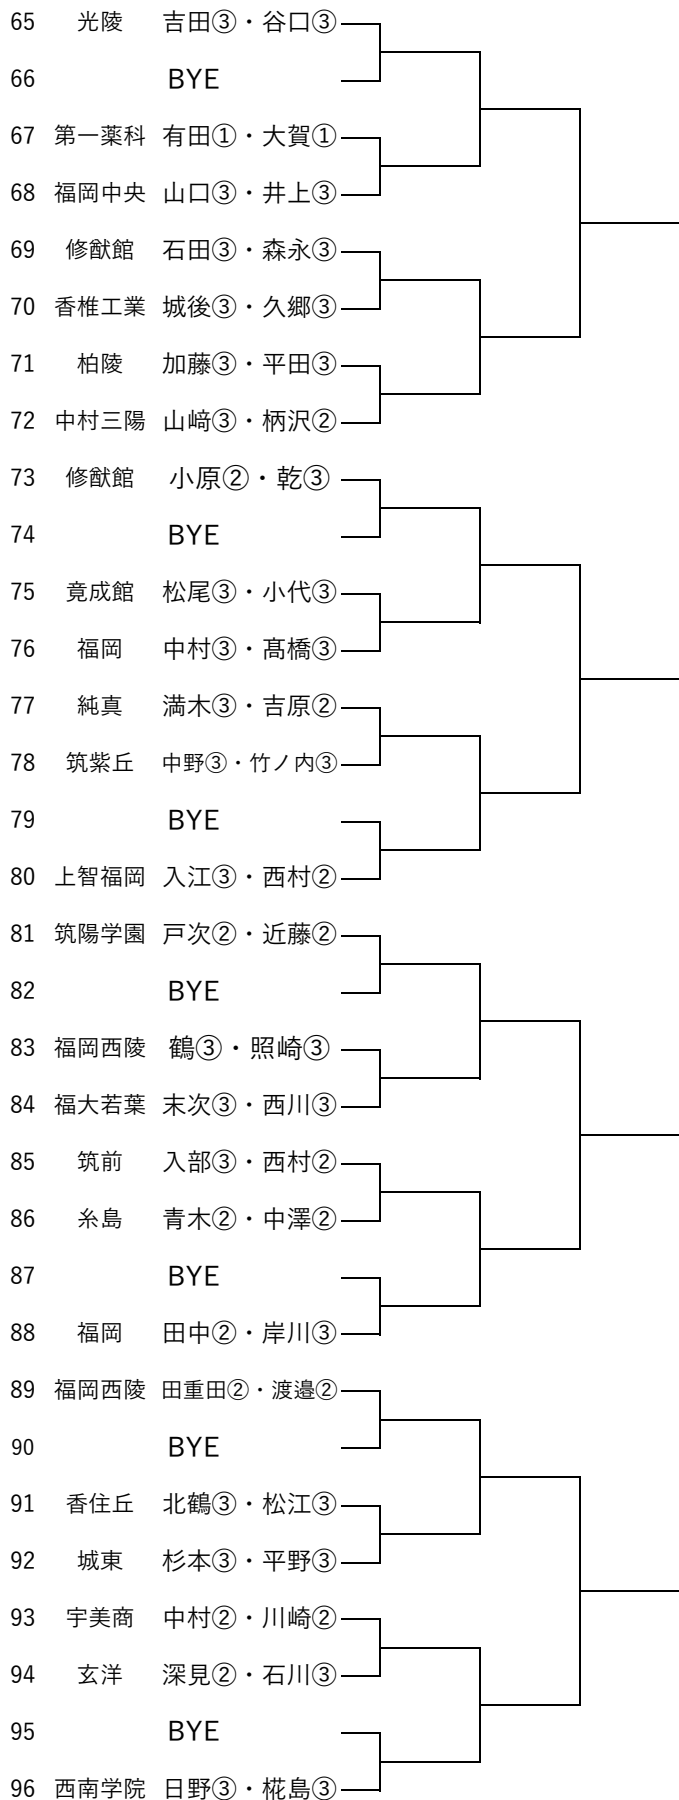 65 光陵 吉田③・谷口③
66 BYE
67 第一薬科 有田①・大賀①
68 福岡中央 山口③・井上③
69 修猷館 石田③・森永③
70 香椎工業 城後③・久郷③
71 柏陵 加藤③・平田③
72 中村三陽 山﨑③・柄沢②
73 修猷館 小原②・乾③
74 BYE
75 竟成館 松尾③・小代③
76 福岡 中村③・髙橋③
77 純真 満木③・吉原②
78 筑紫丘 中野③・竹ノ内③
79 BYE
80 上智福岡 入江③・西村②
81 筑陽学園 戸次②・近藤②
82 BYE
83 福岡西陵 鶴③・照崎③
84 福大若葉 末次③・西川③
85 筑前 入部③・西村②
86 糸島 青木②・中澤②
87 BYE
88 福岡 田中②・岸川③
89 福岡西陵 田重田②・渡邉②
90 BYE
91 香住丘 北鶴③・松江③
92 城東 杉本③・平野③
93 宇美商 中村②・川崎②
94 玄洋 深見②・石川③
95 BYE
96 西南学院 日野③・椛島③